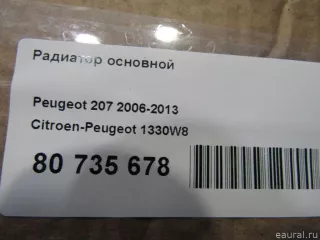 Радиатор основной
Peugeot 207 2006-2013
Citroen-Peugeot 1330W8
80 735 678
eaural.ru